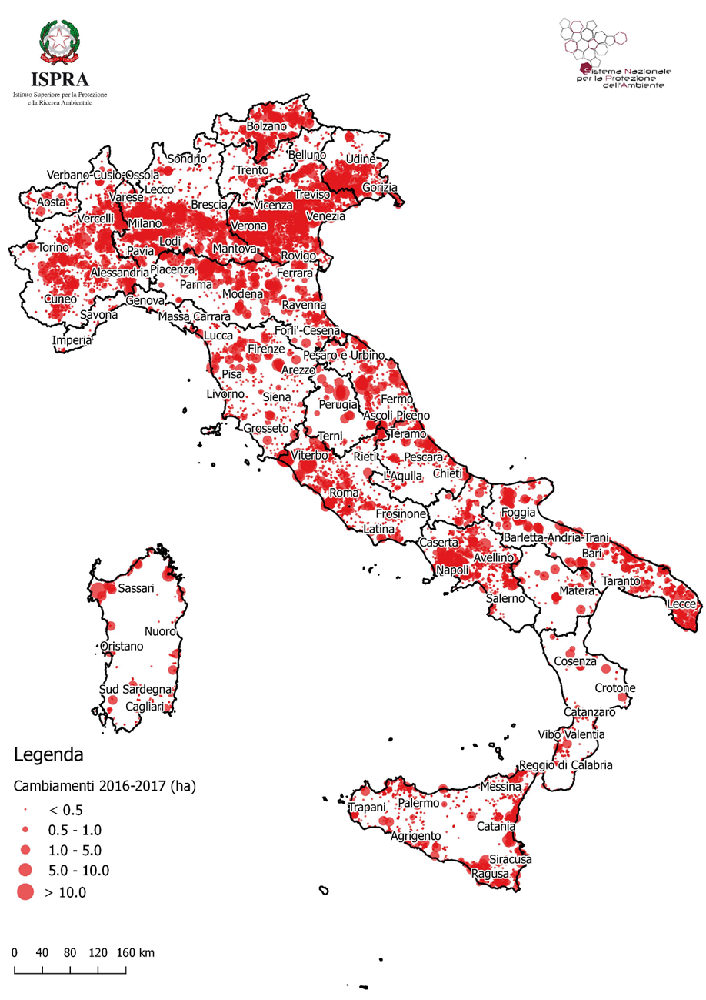 ISPRA
Istituto Superiore per la Protezione
e la Ricerca Ambientale
Sistema Nazionale
per la Protezione
dell'Ambiente
Bolzano
Sondrio
Belluno
Udine
Trento
Verbano-Cusio-Ossola
Lecco
Gorizia
Aosta
Varese
Treviso
Brescia
Vicenza
Vercelli
Milano
Verona
Venezia
Torino
Lodi
Pavia
Mantova
Rovigo
Alessandria
Piacenza
Ferrara
Parma
Modena
Cuneo
Genova
Ravenna
Savona
Massa Carrara
Imperia
Lucca
Forli'-Cesena
Firenze
Pesaro e Urbino
Arezzo
Pisa
Livorno
Siena
Fermo
Perugia
Ascoli Piceno
Grosseto
Terni
Teramo
Viterbo
Rieti
Pescara
L'Aquila
Chieti
Roma
Frosinone
Foggia
Latina
Caserta
Barletta-Andria-Trani
Avellino
Bari
Napoli
Taranto
Sassari
Matera
Salerno
Lecce
Nuoro
Oristano
Cosenza
Sud Sardegna
Crotone
Cagliari
Catanzaro
Vibo Valentia
Reggio di Calabria
Messina
Trapani
Palermo
Catania
Agrigento
Siracusa
Ragusa
Legenda
Cambiamenti 2016-2017 (ha)
< 0.5
0.5 - 1.0
1.0 - 5.0
5.0 - 10.0
> 10.0
0 40 80 120 160 km